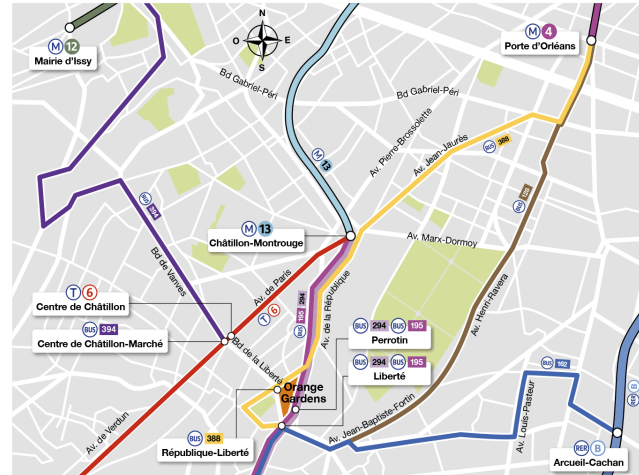 N
O E
S
M 12
Mairie d'Issy
M 4
Porte d'Orléans
Bd Gabriel-Péri
Bd Gabriel-Péri
Av. Pierre-Brossolette
Av. Jean-Jaurès
BUS 388
M 13
BUS 394
Bd de Vanves
M 13
Châtillon-Montrouge
Av. Marx-Dormoy
BUS
Av. Henri-Ravera
T 6
Centre de Châtillon
BUS 394
Centre de Châtillon-Marché
Av. de Paris
T 6
BUS 195 294
Av. de la République
Bd de la Liberté
BUS 294 BUS 195
Perrotin
BUS 294 BUS 195
Liberté
Orange
Gardens
BUS 162
Av. Louis-Pasteur
Av. Jean-Baptiste-Fortin
Av. de Verdun
BUS 388
République-Liberté
RER B
RER B
Arcueil-Cachan